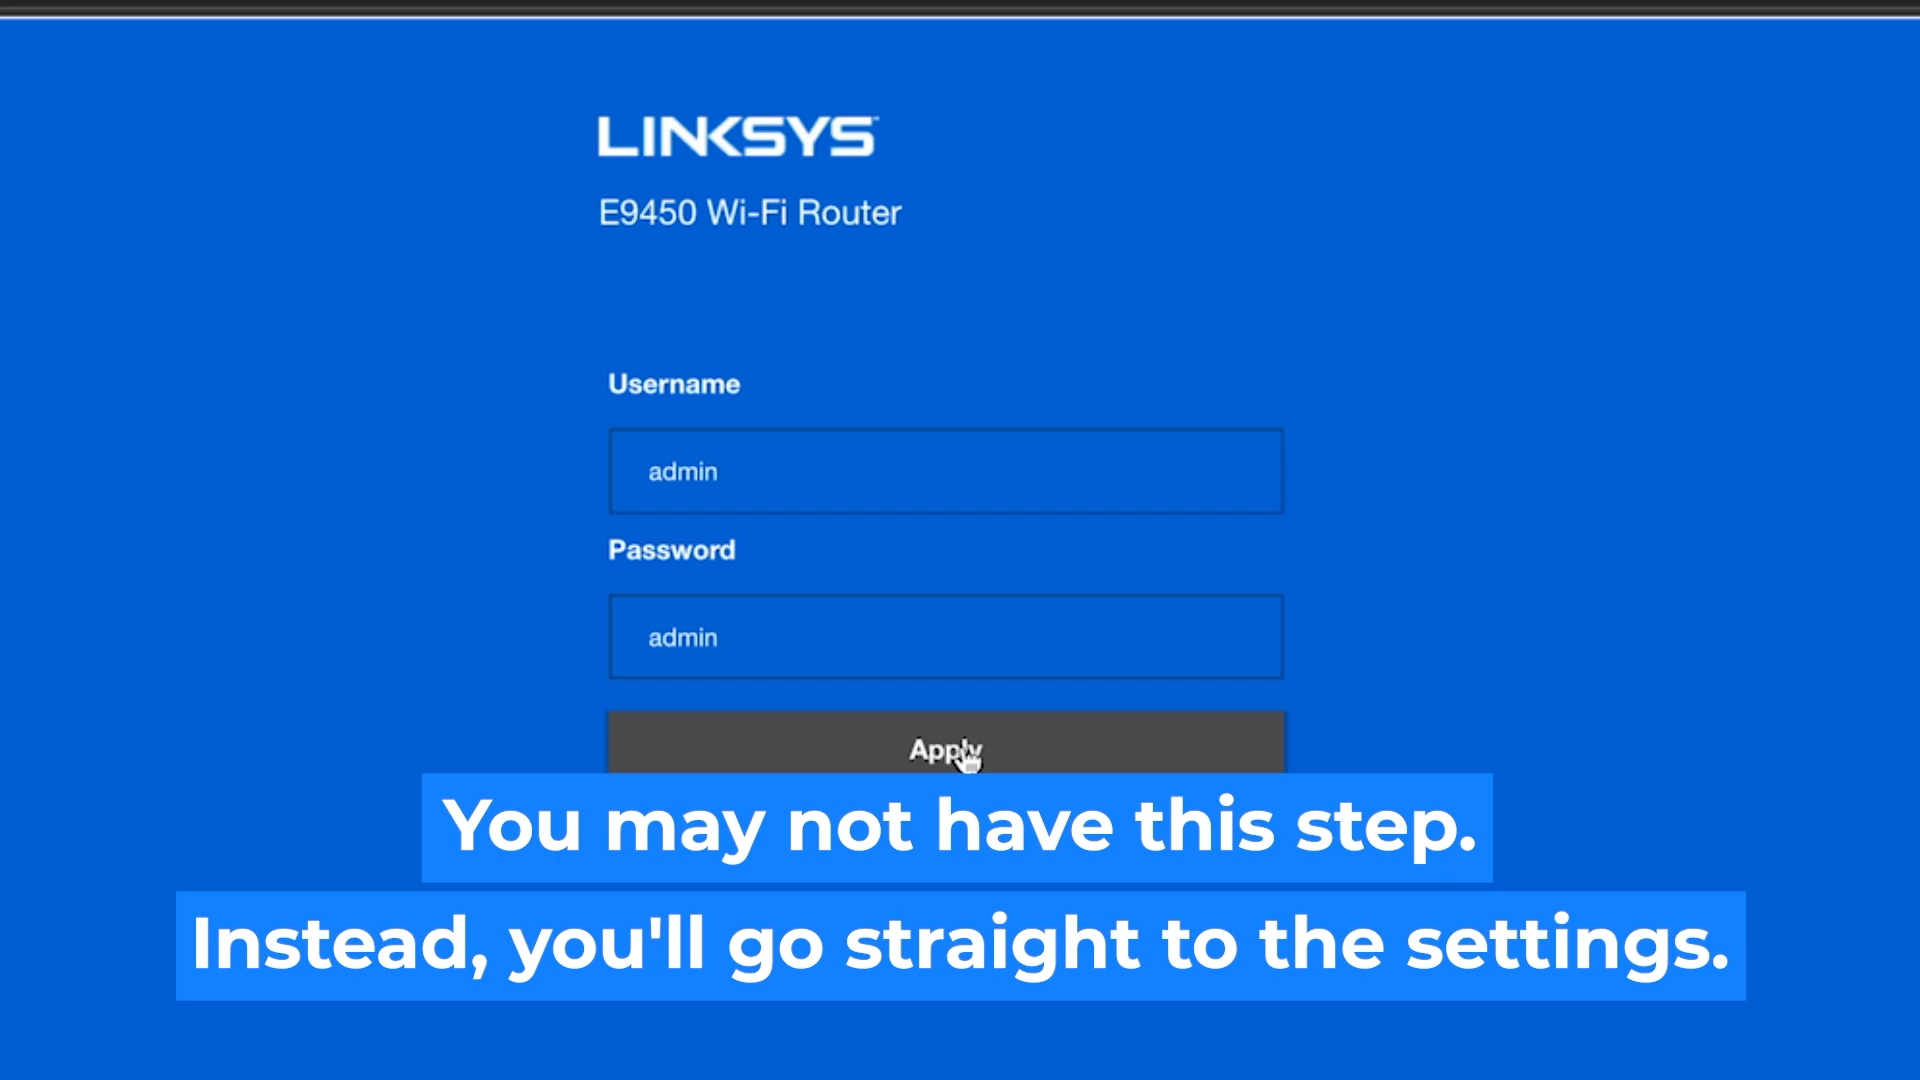 LINKSYS
E9450 Wi-Fi Router
Username
admin
Password
admin
Apply
You may not have this step.
Instead, you'll go straight to the settings.